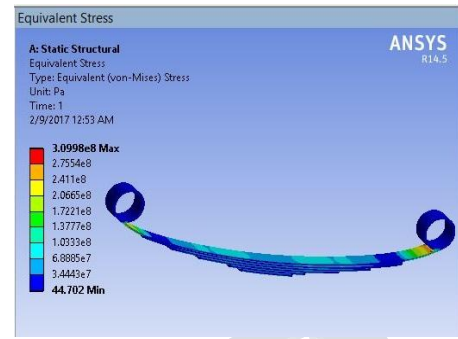 Equivalent Stress
A: Static Structural
Equivalent Stress
Type: Equivalent (von-Mises) Stress
Unit: Pa
Time: 1
2/9/2017 12:53 AM
ANSYS
R14.5
3.0998e8 Max
2.7554e8
2.411e8
2.0665e8
1.7221e8
1.3777e8
1.0333e8
6.8885e7
3.4443e7
44.702 Min